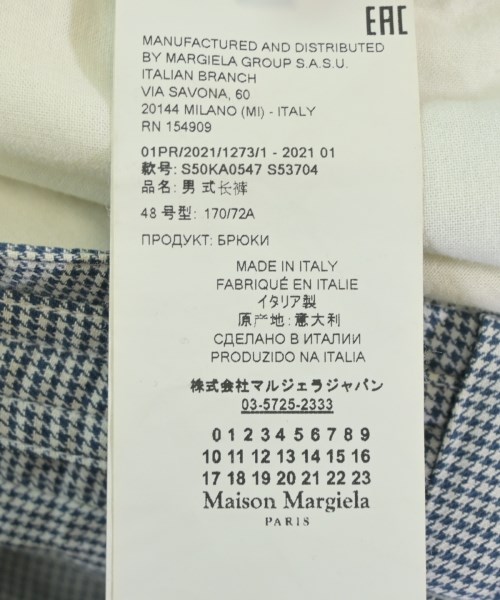 EAC
MANUFACTURED AND DISTRIBUTED
BY MARGIELA GROUP S.A.S.U.
ITALIAN BRANCH
VIA SAVONA, 60
20144 MILANO (MI) - ITALY
RN 154909
01PR/2021/1273/1 - 2021 01
款号: S50KA0547 S53704
品名: 男 式长裤
48 号型: 170/72A
ПРОДУКТ: БРЮКИ
MADE IN ITALY
FABRIQUÉ EN ITALIE
イタリア製
原产地: 意大利
СДЕЛАНО В ИТАЛИИ
PRODUZIDO NA ITALIA
株式会社マルジェラジャパン
03-5725-2333
0 1 2 3 4 5 6 7 8 9
10 11 12 13 14 15 16
17 18 19 20 21 22 23
Maison Margiela
PARIS